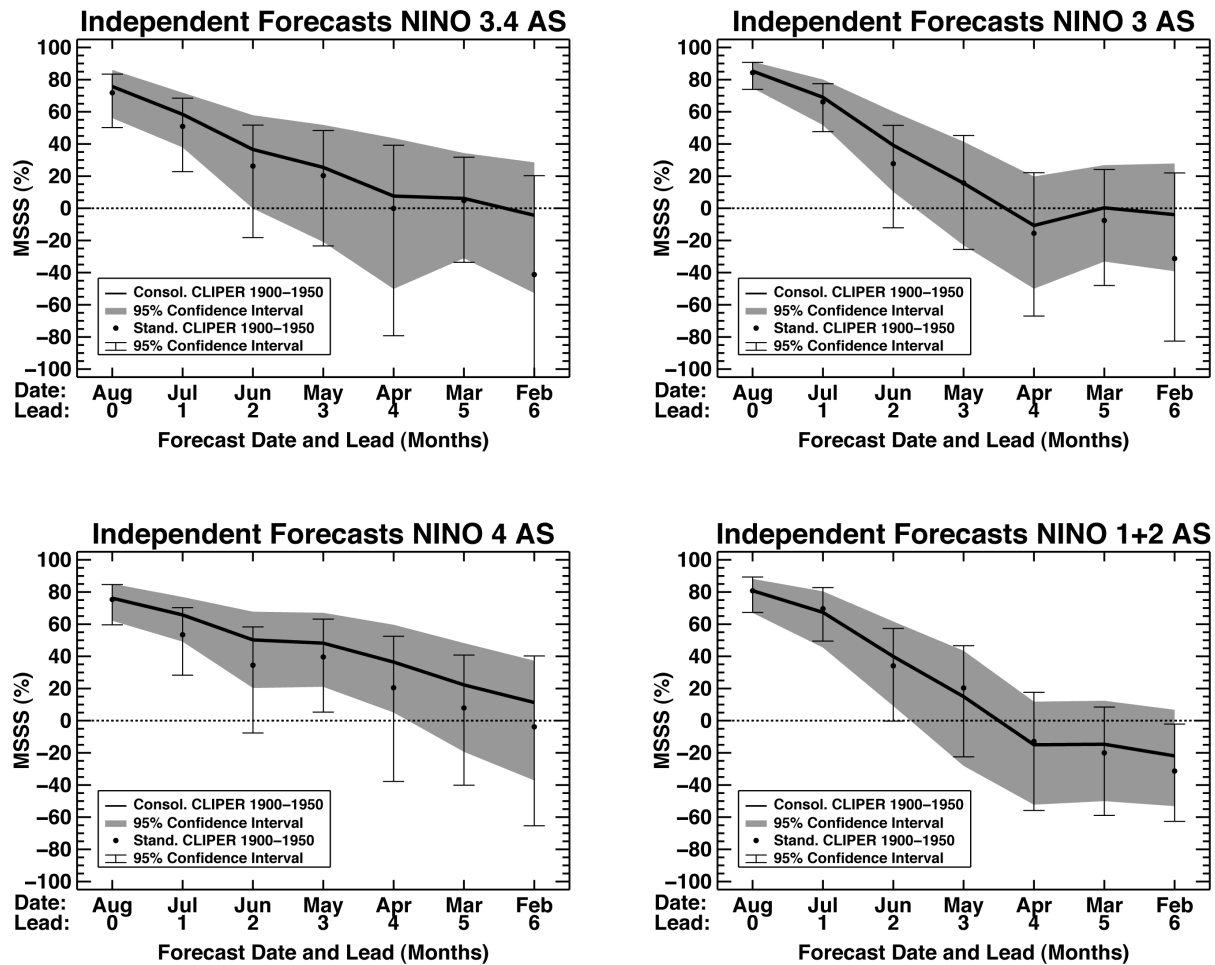 Independent Forecasts NINO 3.4 AS
MSSS (%)
100
80
60
40
20
0
−20
−40
−60
−80
−100
Consol. CLIPER 1900–1950
95% Confidence Interval
Stand. CLIPER 1900–1950
95% Confidence Interval
Date: Aug Jul Jun May Apr Mar Feb
Lead: 0 1 2 3 4 5 6
Forecast Date and Lead (Months)
Independent Forecasts NINO 3 AS
MSSS (%)
100
80
60
40
20
0
−20
−40
−60
−80
−100
Consol. CLIPER 1900–1950
95% Confidence Interval
Stand. CLIPER 1900–1950
95% Confidence Interval
Date: Aug Jul Jun May Apr Mar Feb
Lead: 0 1 2 3 4 5 6
Forecast Date and Lead (Months)
Independent Forecasts NINO 4 AS
MSSS (%)
100
80
60
40
20
0
−20
−40
−60
−80
−100
Consol. CLIPER 1900–1950
95% Confidence Interval
Stand. CLIPER 1900–1950
95% Confidence Interval
Date: Aug Jul Jun May Apr Mar Feb
Lead: 0 1 2 3 4 5 6
Forecast Date and Lead (Months)
Independent Forecasts NINO 1+2 AS
MSSS (%)
100
80
60
40
20
0
−20
−40
−60
−80
−100
Consol. CLIPER 1900–1950
95% Confidence Interval
Stand. CLIPER 1900–1950
95% Confidence Interval
Date: Aug Jul Jun May Apr Mar Feb
Lead: 0 1 2 3 4 5 6
Forecast Date and Lead (Months)